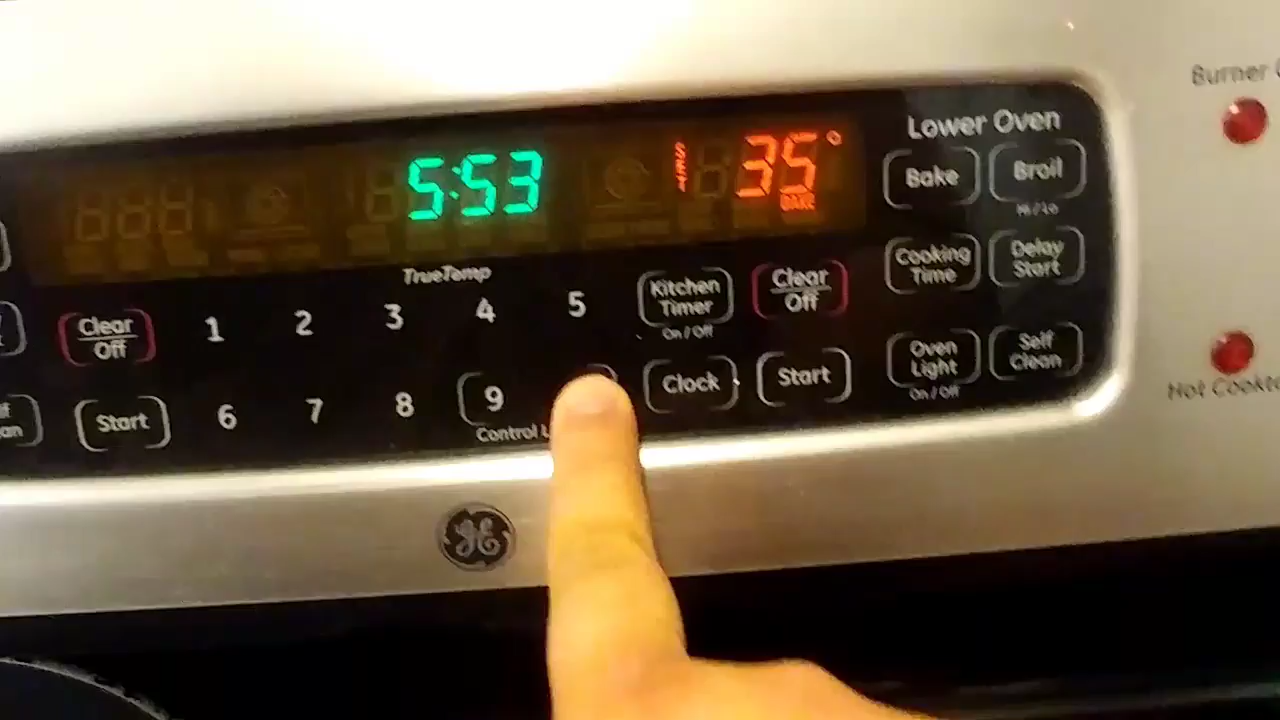 Burner
Lower Oven
5:53
SET 35°
BAKE
Bake Broil
Hi / Lo
TrueTemp
Cooking Time
Delay Start
Clear Off
1 2 3 4 5
Kitchen Timer
On / Off
Clear Off
Start
6 7 8 9
Control
Clock
Start
Oven Light
On / Off
Self Clean
Hot
GE